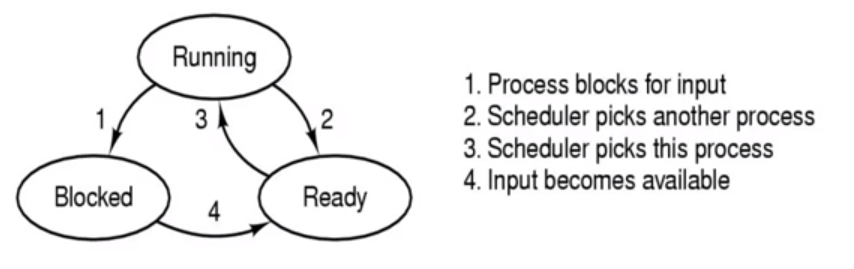 Running
1
3
2
Blocked
4
Ready
1. Process blocks for input
2. Scheduler picks another process
3. Scheduler picks this process
4. Input becomes available